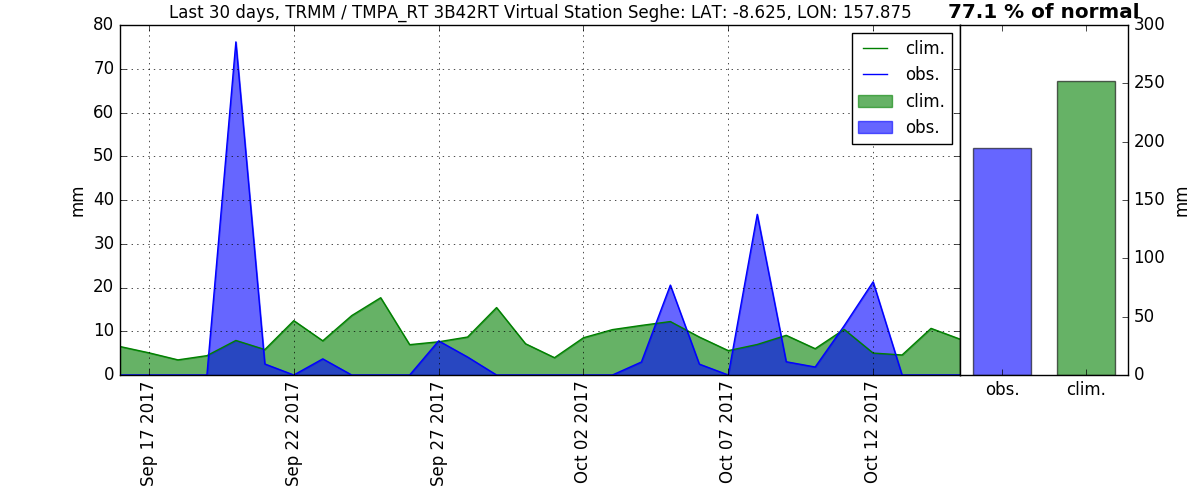 Last 30 days, TRMM / TMPA_RT 3B42RT Virtual Station Seghe: LAT: -8.625, LON: 157.875
77.1 % of normal
80
70
60
50
40
30
20
10
0
mm
clim.
obs.
clim.
obs.
Sep 17 2017
Sep 22 2017
Sep 27 2017
Oct 02 2017
Oct 07 2017
Oct 12 2017
300
250
200
150
100
50
0
mm
obs.
clim.